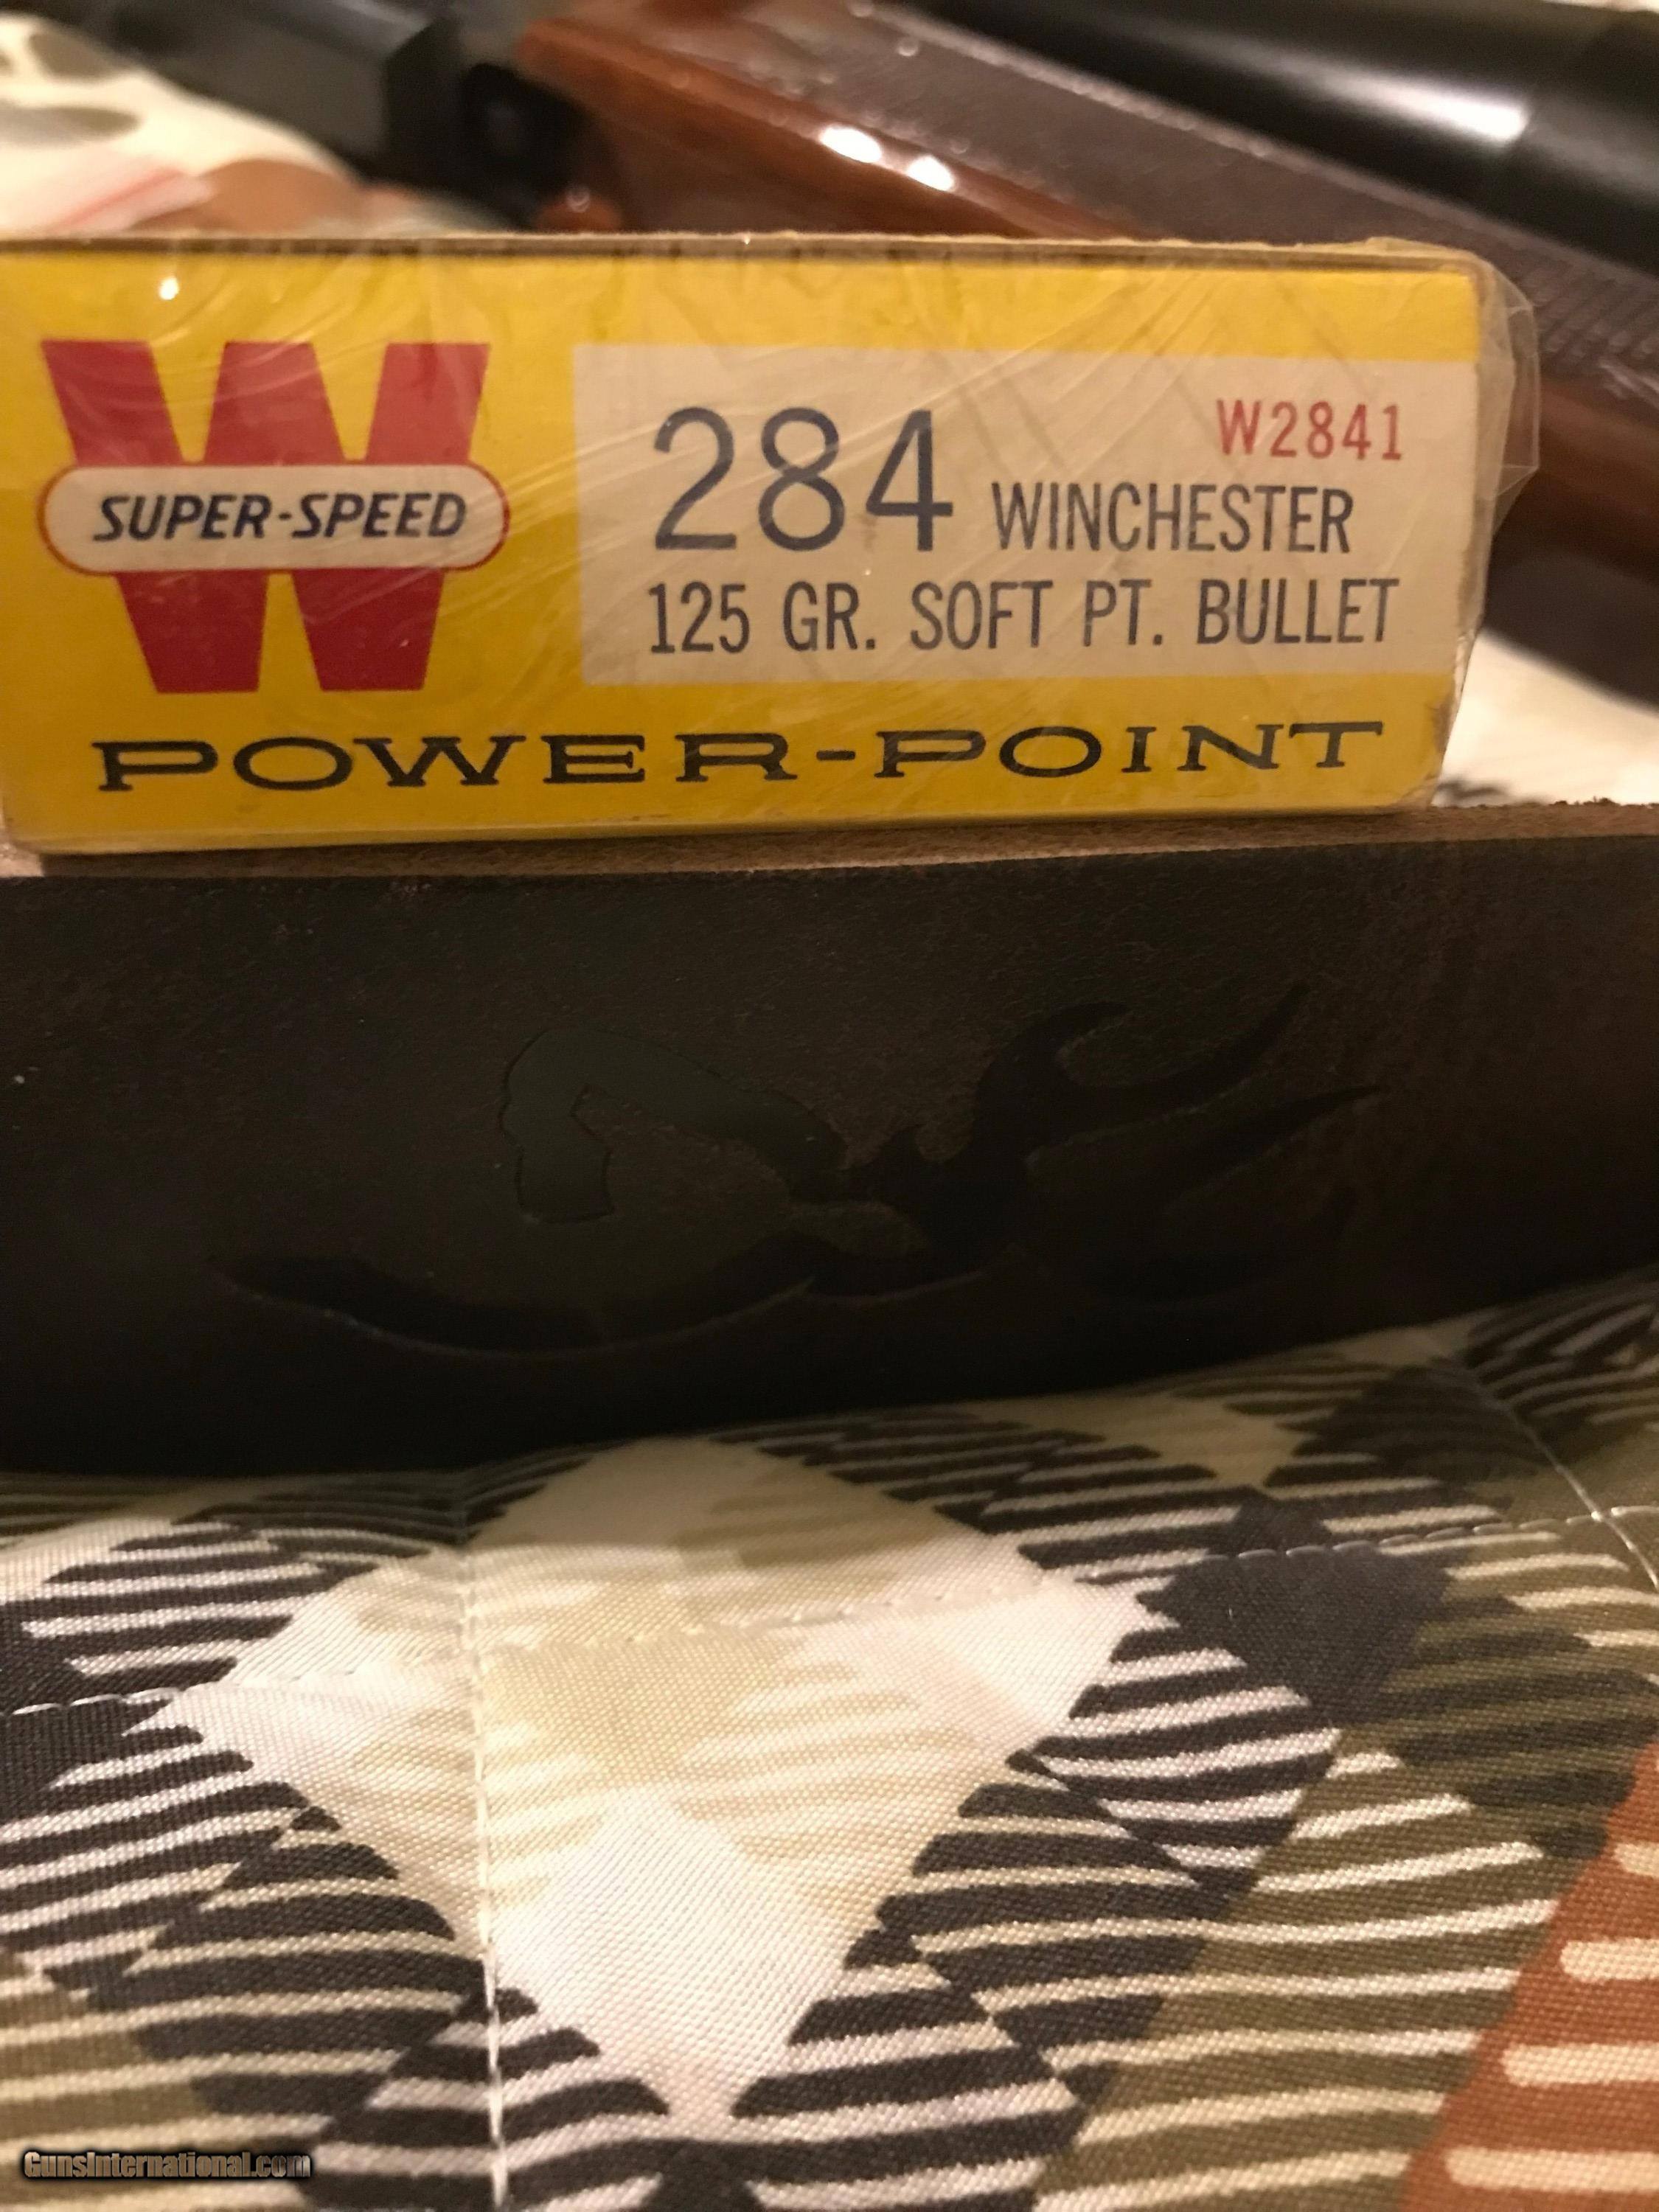 W
SUPER-SPEED
W2841
284 WINCHESTER
125 GR. SOFT PT. BULLET
POWER-POINT
GunsInternational.com